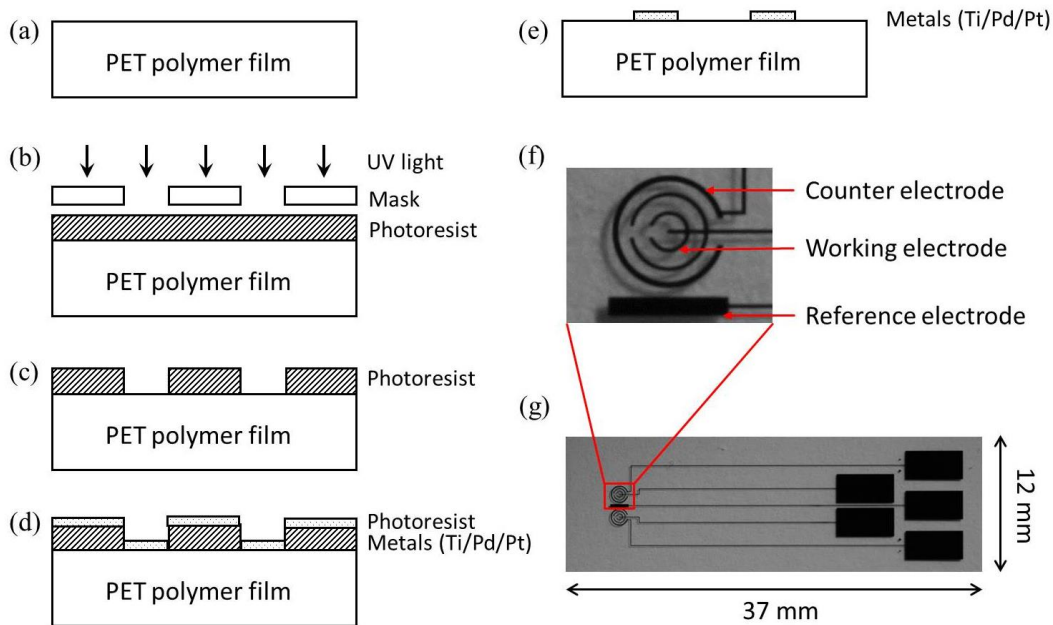 (a)
PET polymer film
(b)
UV light
Mask
Photoresist
PET polymer film
(c)
Photoresist
PET polymer film
(d)
Photoresist
Metals (Ti/Pd/Pt)
PET polymer film
(e)
Metals (Ti/Pd/Pt)
PET polymer film
(f)
Counter electrode
Working electrode
Reference electrode
(g)
12 mm
37 mm